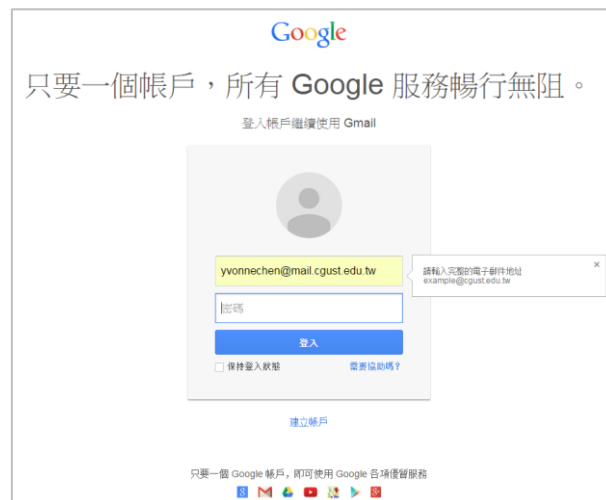 Google
只要一個帳戶，所有 Google 服務暢行無阻。
登入帳戶繼續使用 Gmail
yvonnechen@mail.cgust.edu.tw
請輸入完整的電子郵件地址
example@cgust.edu.tw
密碼
登入
保持登入狀態
需要協助嗎？
建立帳戶
只要一個 Google 帳戶，即可使用 Google 各項優質服務